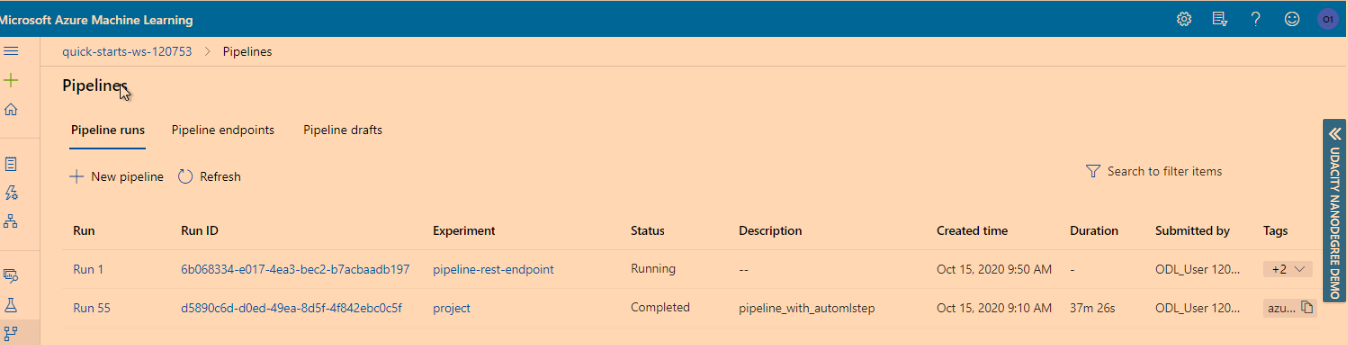 Microsoft Azure Machine Learning
01
quick-starts-ws-120753 > Pipelines
Pipelines
Pipeline runs Pipeline endpoints Pipeline drafts
+ New pipeline Refresh
Search to filter items
Run Run ID Experiment Status Description Created time Duration Submitted by Tags
Run 1 6b068334-e017-4ea3-bec2-b7acbaadb197 pipeline-rest-endpoint Running -- Oct 15, 2020 9:50 AM - ODL_User 120... +2
Run 55 d5890c6d-d0ed-49ea-8d5f-4f842ebc0c5f project Completed pipeline_with_automlstep Oct 15, 2020 9:10 AM 37m 26s ODL_User 120... azu...
UDACITY NANODEGREE DEMO